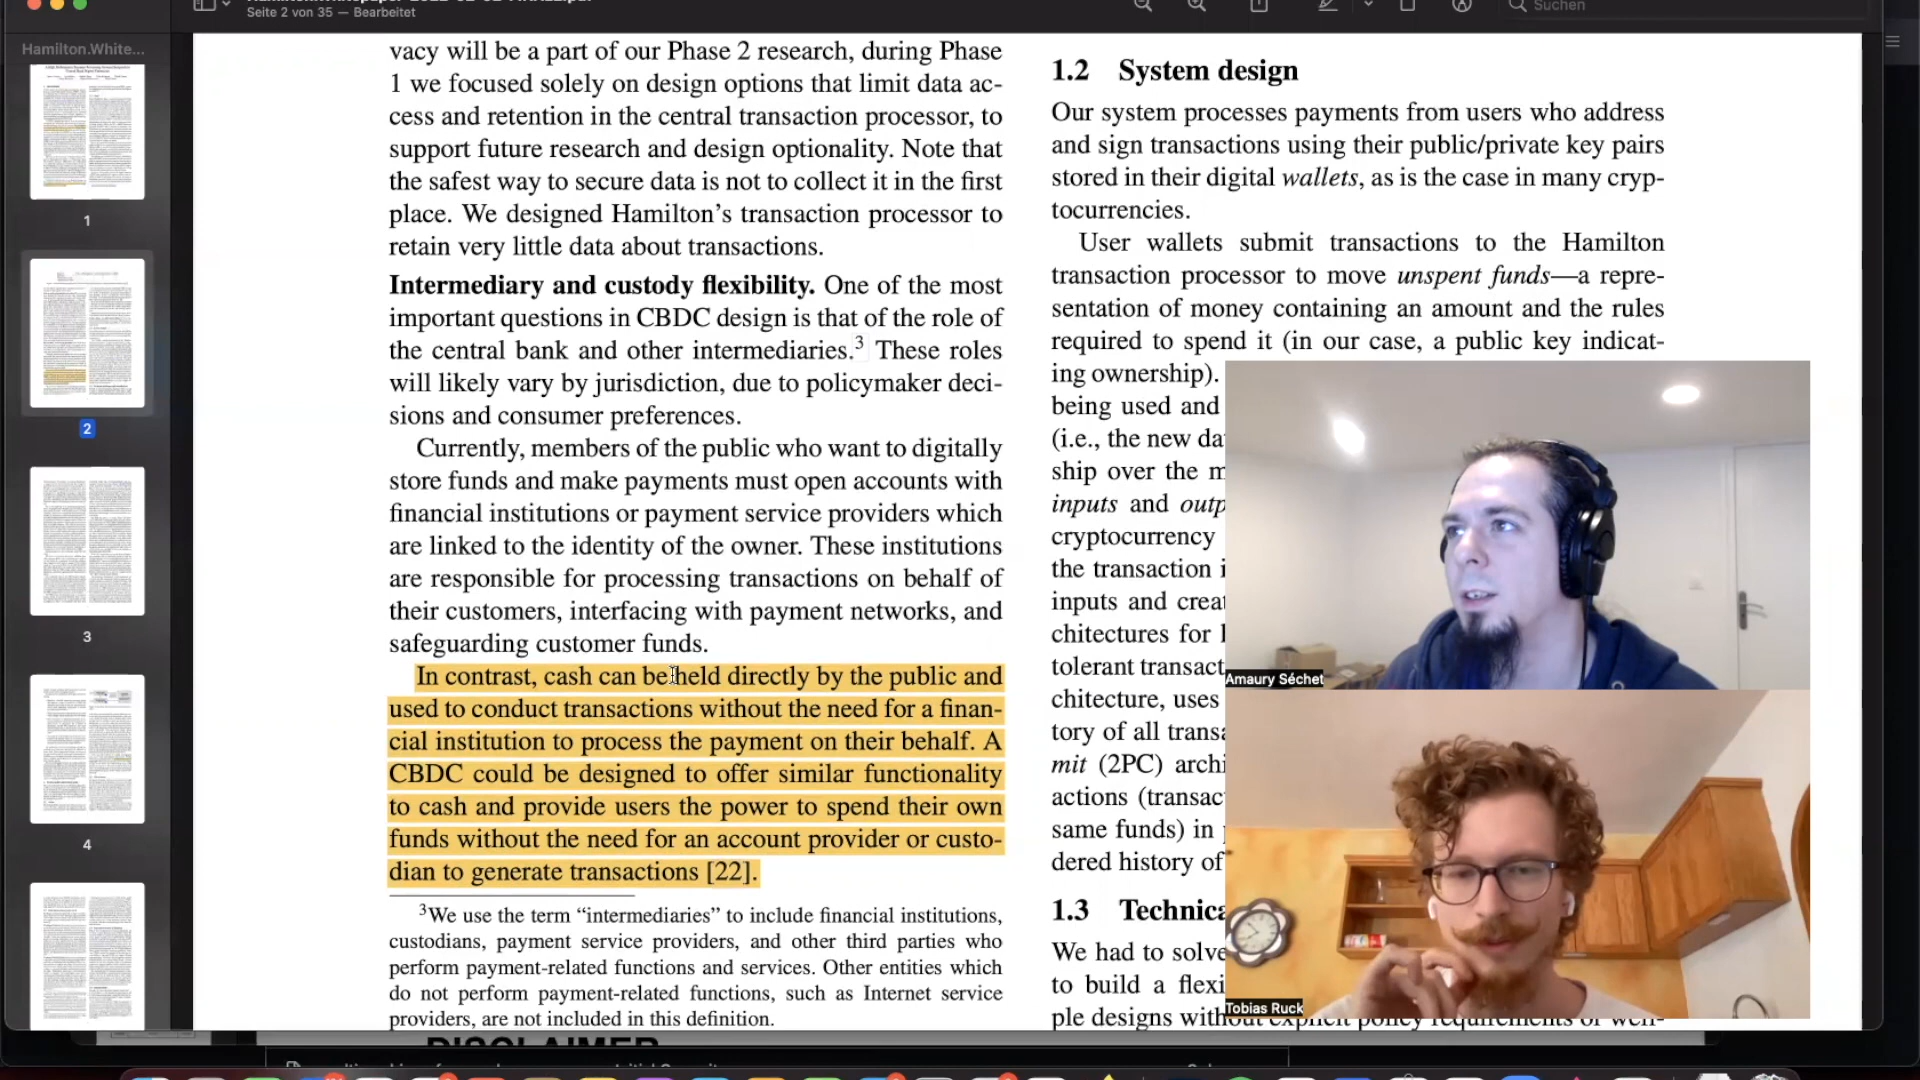 Seite 2 von 35 — Bearbeitet
Suchen
Hamilton.White...
1
2
3
4
vacy will be a part of our Phase 2 research, during Phase
1 we focused solely on design options that limit data ac-
cess and retention in the central transaction processor, to
support future research and design optionality. Note that
the safest way to secure data is not to collect it in the first
place. We designed Hamilton's transaction processor to
retain very little data about transactions.
Intermediary and custody flexibility. One of the most
important questions in CBDC design is that of the role of
the central bank and other intermediaries.3 These roles
will likely vary by jurisdiction, due to policymaker deci-
sions and consumer preferences.
Currently, members of the public who want to digitally
store funds and make payments must open accounts with
financial institutions or payment service providers which
are linked to the identity of the owner. These institutions
are responsible for processing transactions on behalf of
their customers, interfacing with payment networks, and
safeguarding customer funds.
In contrast, cash can be held directly by the public and
used to conduct transactions without the need for a finan-
cial institution to process the payment on their behalf. A
CBDC could be designed to offer similar functionality
to cash and provide users the power to spend their own
funds without the need for an account provider or custo-
dian to generate transactions [22].
3We use the term “intermediaries” to include financial institutions,
custodians, payment service providers, and other third parties who
perform payment-related functions and services. Other entities which
do not perform payment-related functions, such as Internet service
providers, are not included in this definition.
1.2 System design
Our system processes payments from users who address
and sign transactions using their public/private key pairs
stored in their digital wallets, as is the case in many cryp-
tocurrencies.
User wallets submit transactions to the Hamilton
transaction processor to move unspent funds—a repre-
sentation of money containing an amount and the rules
required to spend it (in our case, a public key indicat-
ing ownership).
being used and
(i.e., the new da
ship over the m
inputs and outp
cryptocurrency
the transaction i
inputs and crea
chitectures for
tolerant transact
chitecture, uses
tory of all transa
mit (2PC) archi
actions (transac
same funds) in
dered history of
1.3 Technica
We had to solve
to build a flexi
ple designs without explicit policy requirements or well-
Amaury Séchet
Tobias Ruck
DISCLAIMER